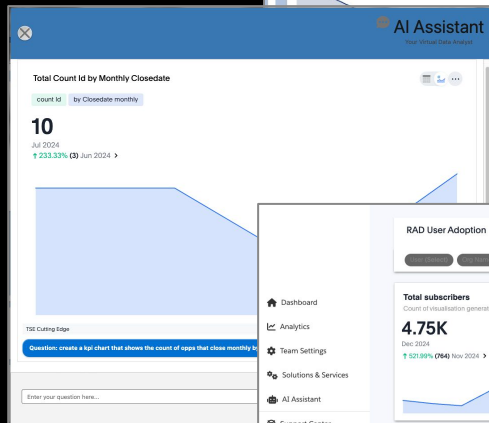 AI Assistant
Your Virtual Data Analyst
Total Count Id by Monthly Closedate
count Id by Closedate monthly
10
Jul 2024
↑ 233.33% (3) Jun 2024 >
TSE Cutting Edge
Question: create a kpi chart that shows the count of opps that close monthly by
Enter your question here...
Dashboard
Analytics
Team Settings
Solutions & Services
AI Assistant
Support Center
RAD User Adoption
Total subscribers
Count of visualisation generat
4.75K
Dec 2024
↑ 521.99% (764) Nov 2024 >